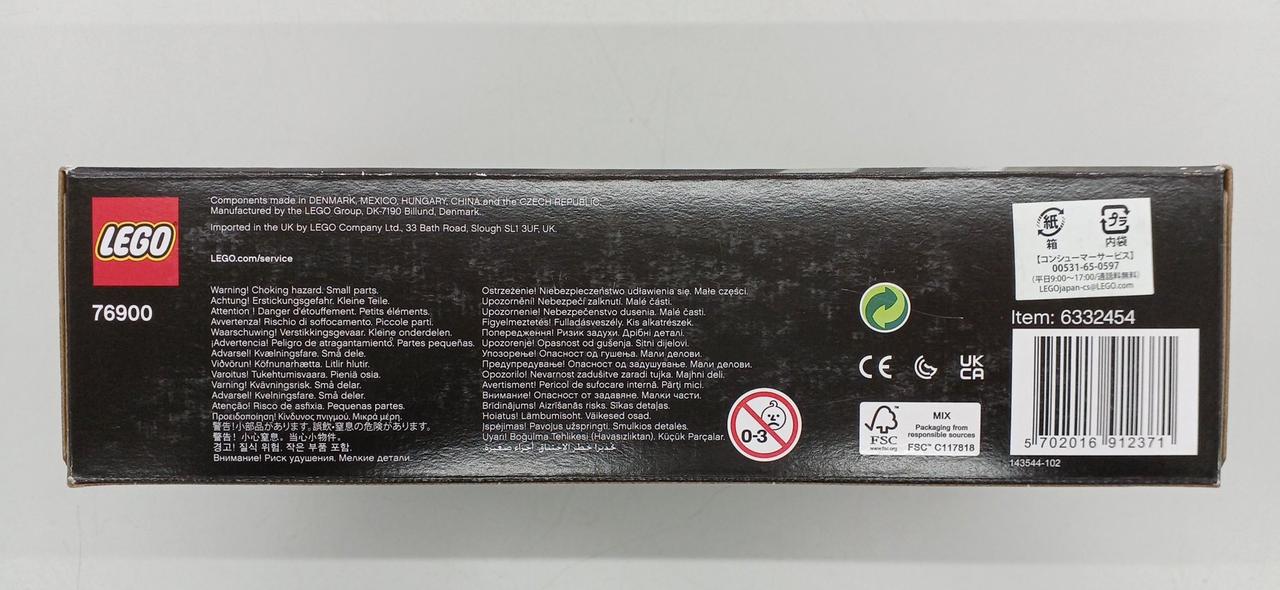 LEGO
76900
Components made in DENMARK, MEXICO, HUNGARY, CHINA and the CZECH REPUBLIC.
Manufactured by the LEGO Group, DK-7190 Billund, Denmark.
Imported in the UK by LEGO Company Ltd., 33 Bath Road, Slough SL1 3UF, UK.
LEGO.com/service
Warning! Choking hazard. Small parts.
Achtung! Erstickungsgefahr. Kleine Teile.
Attention ! Danger d'étouffement. Petits éléments.
Avvertenza! Rischio di soffocamento. Piccole parti.
Waarschuwing! Verstikkingsgevaar. Kleine onderdelen.
¡Advertencia! Peligro de atragantamiento. Partes pequeñas.
Advarsel! Kvælningsfare. Små dele.
Viðvörun! Köfnunarhætta. Litlir hlutir.
Varoitus! Tukehtumisvaara. Pieniä osia.
Varning! Kvävningsrisk. Små delar.
Advarsel! Kvelningsfare. Små deler.
Atenção! Risco de asfixia. Pequenas partes.
Προειδοποίηση! Κίνδυνος πνιγμού. Μικρά μέρη.
警告!小部品があります。誤飲・窒息の危険があります。
警告! 小心窒息。当心小物件。
경고! 질식 위험. 작은 부품 포함.
Внимание! Риск удушения. Мелкие детали.
Ostrzeżenie! Niebezpieczeństwo udławienia się. Małe części.
Upozornění! Nebezpečí zalknutí. Malé části.
Upozornenie! Nebezpečenstvo dusenia. Malé časti.
Figyelmeztetés! Fulladásveszély. Kis alkatrészek.
Попередження! Ризик задухи. Дрібні деталі.
Upozorenje! Opasnost od gušenja. Sitni dijelovi.
Упозорење! Опасност од гушења. Мали делови.
Предупредување! Опасност од задушување. Мали делови.
Opozorilo! Nevarnost zadušitve zaradi tujka. Majhni deli.
Avertisment! Pericol de sufocare internă. Părți mici.
Внимание! Опасност от задавяне. Малки части.
Brīdinājums! Aizrīšanās risks. Sīkas detaļas.
Hoiatus! Lämbumisoht. Väikesed osad.
Įspėjimas! Pavojus užspringti. Smulkios detalės.
Uyarı! Boğulma Tehlikesi (Havasızlıktan). Küçük Parçalar.
0-3
CE
UK
CA
FSC
www.fsc.org
MIX
Packaging from
responsible sources
FSC™ C117818
紙
箱
プラ
内袋
【コンシューマーサービス】
00531-65-0597
(平日9:00~17:00/通話料無料)
LEGOjapan-cs@LEGO.com
Item: 6332454
5 702016 912371
143544-102